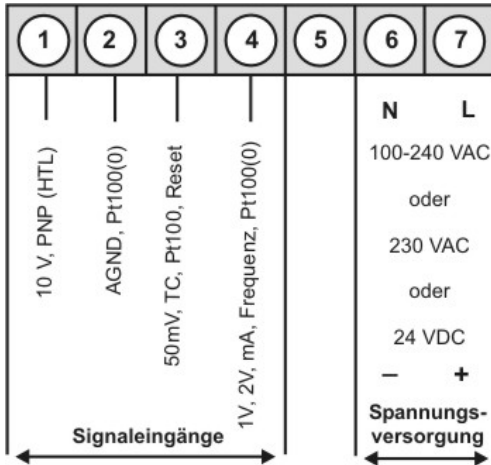 1 2 3 4 5 6 7
10 V, PNP (HTL)
AGND, Pt100(0)
50mV, TC, Pt100, Reset
1V, 2V, mA, Frequenz, Pt100(0)
N L
100-240 VAC
oder
230 VAC
oder
24 VDC
– +
Signaleingänge
Spannungs-
versorgung